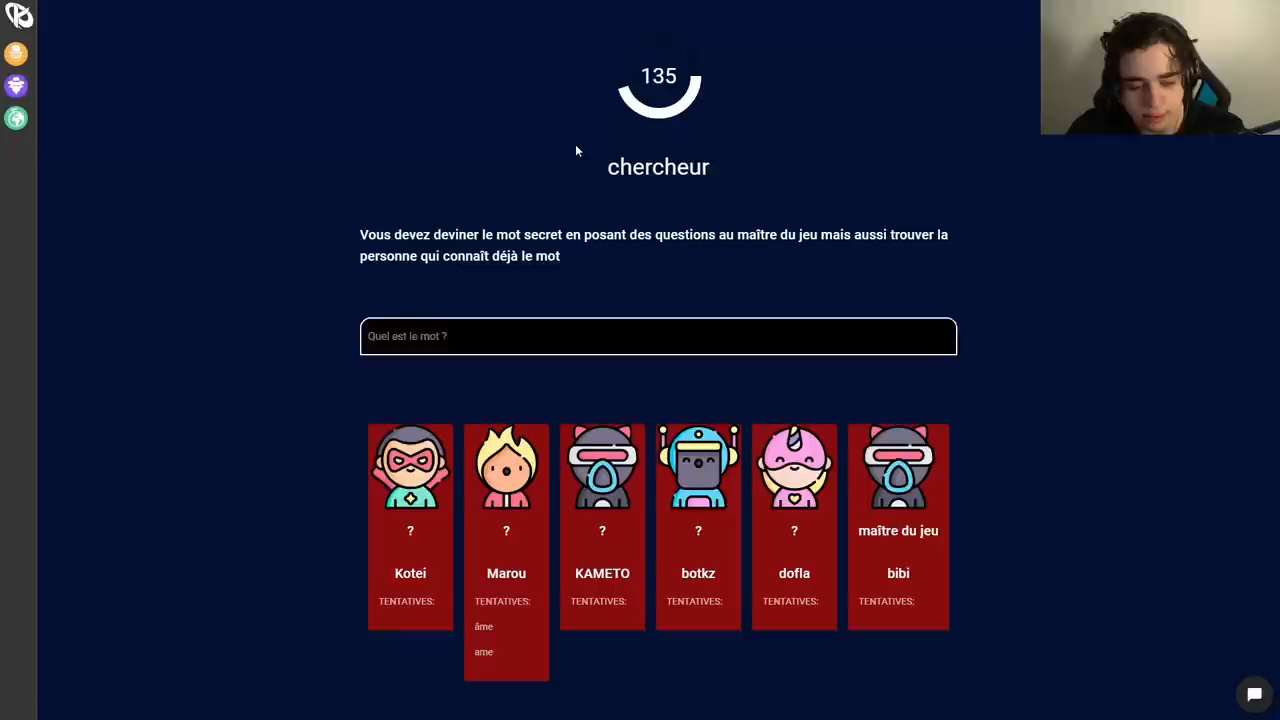 135
chercheur
Vous devez deviner le mot secret en posant des questions au maître du jeu mais aussi trouver la
personne qui connaît déjà le mot
Quel est le mot ?
? ? ? ? ? maître du jeu
Kotei Marou KAMETO botkz dofla bibi
TENTATIVES: TENTATIVES: TENTATIVES: TENTATIVES: TENTATIVES: TENTATIVES:
âme
ame